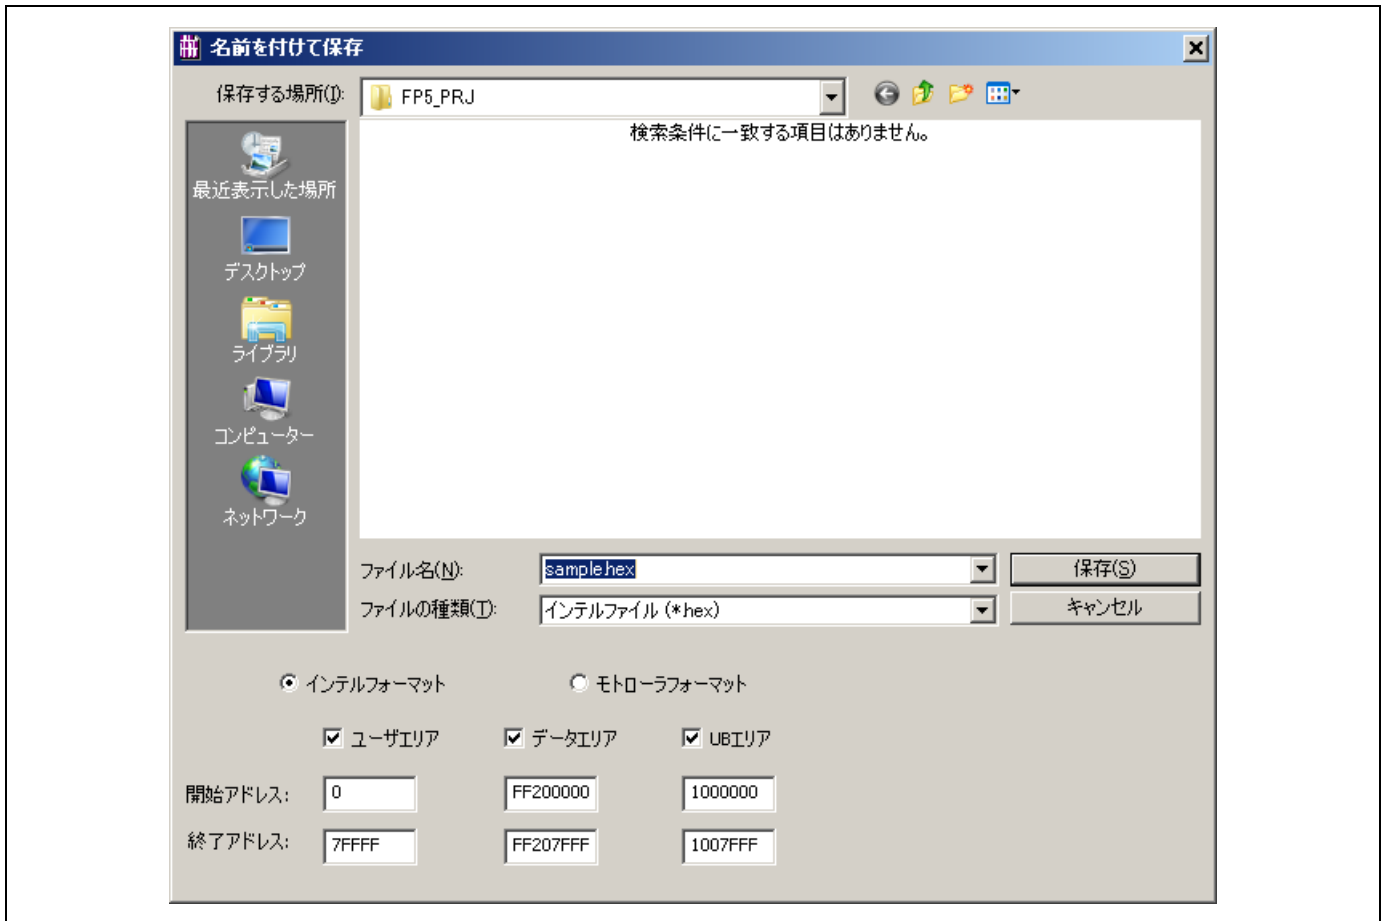 名前を付けて保存
保存する場所(I): FP5_PRJ
検索条件に一致する項目はありません。
最近表示した場所
デスクトップ
ライブラリ
コンピューター
ネットワーク
ファイル名(N): sample.hex 保存(S)
ファイルの種類(T): インテルファイル (*.hex) キャンセル
インテルフォーマット モトローラフォーマット
ユーザエリア データエリア UBエリア
開始アドレス: 0 FF200000 1000000
終了アドレス: 7FFFF FF207FFF 1007FFF